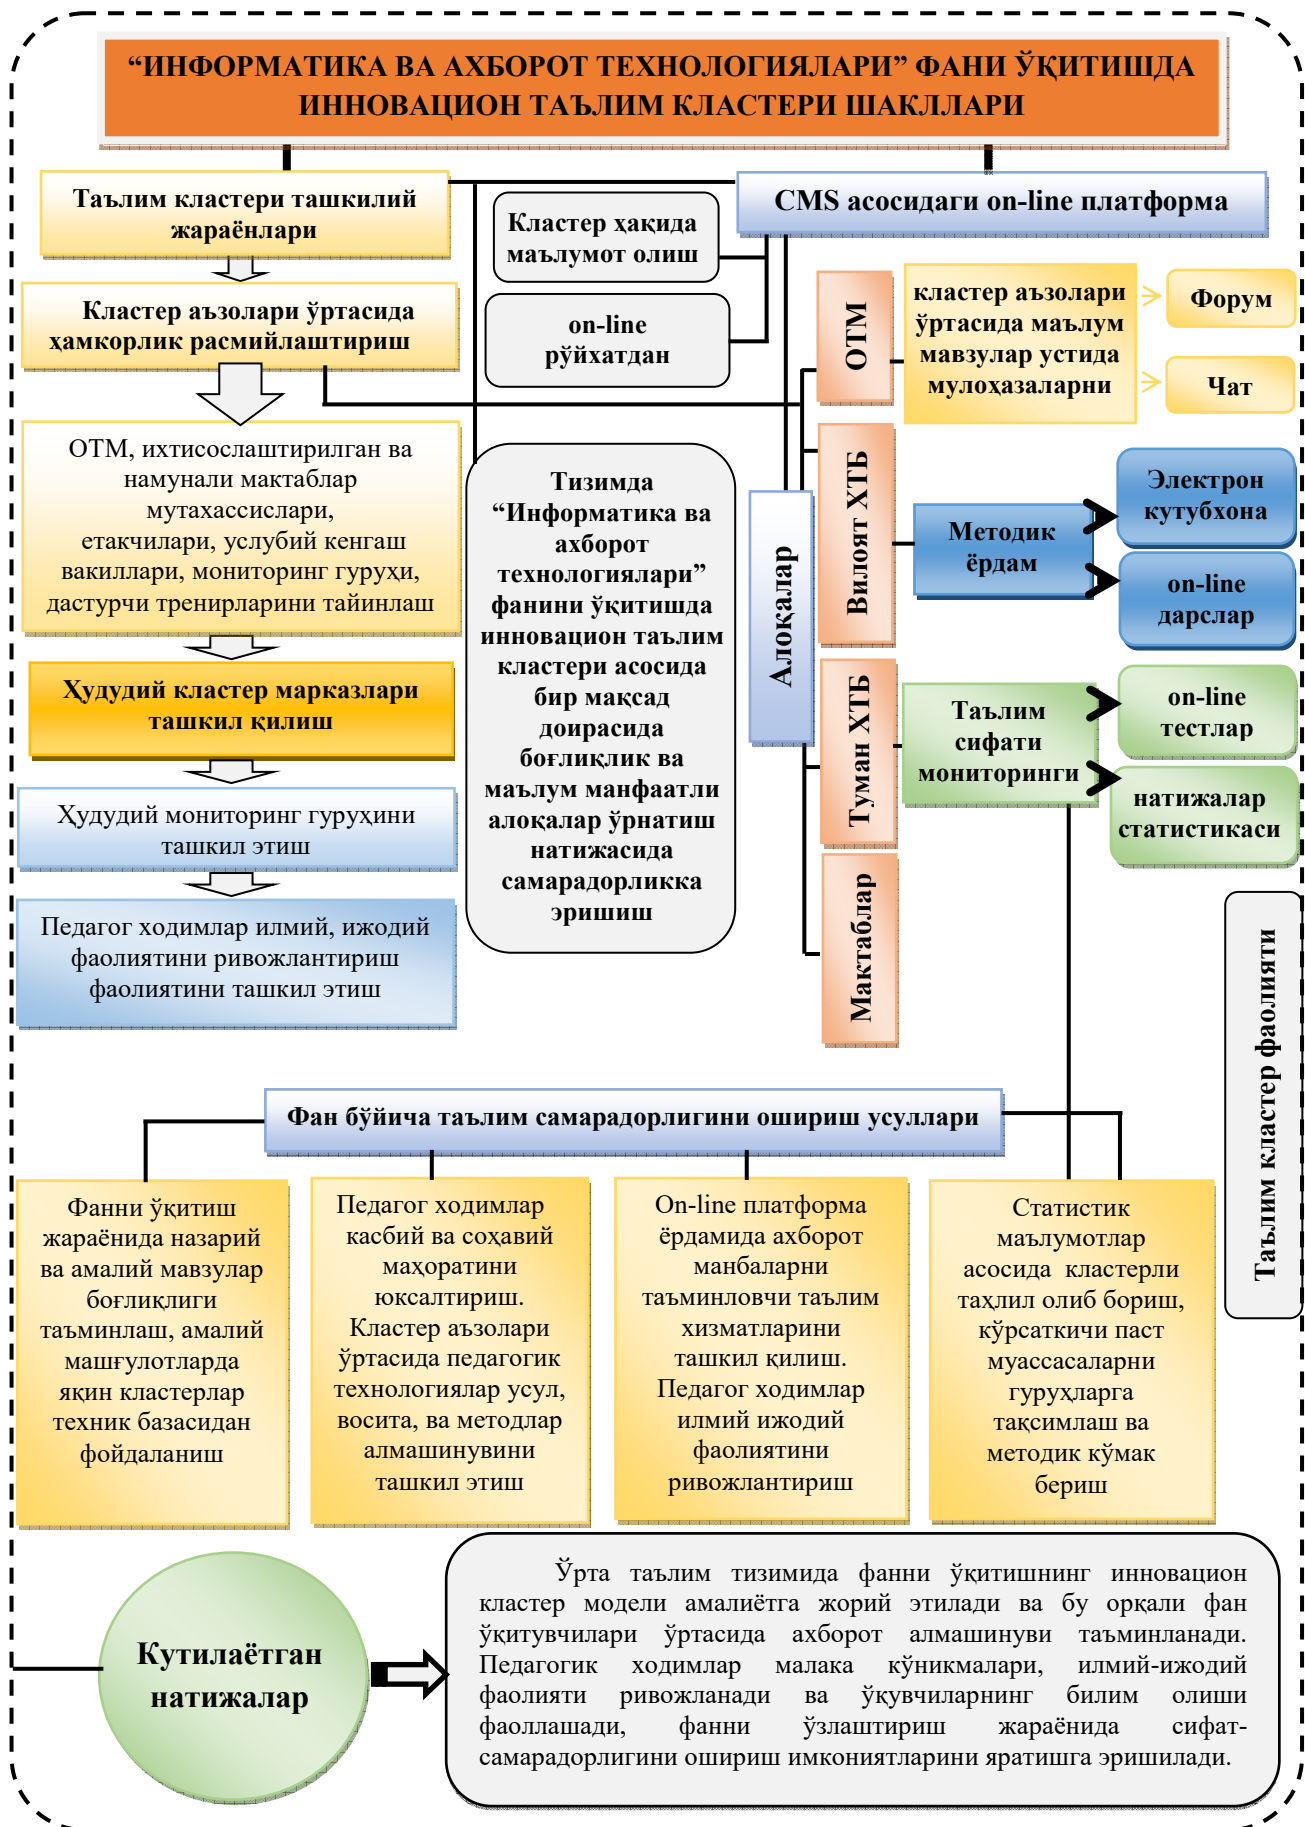 “ИНФОРМАТИКА ВА АХБОРОТ ТЕХНОЛОГИЯЛАРИ” ФАНИ ЎҚИТИШДА
ИННОВАЦИОН ТАЪЛИМ КЛАСТЕРИ ШАКЛЛАРИ
Таълим кластери ташкилий
жараёнлари
Кластер аъзолари ўртасида
ҳамкорлик расмийлаштириш
ОТМ, ихтисослаштирилган ва
намунали мактаблар
мутахассислари,
етакчилари, услубий кенгаш
вакиллари, мониторинг гуруҳи,
дастурчи тренирларини тайинлаш
Ҳудудий кластер марказлари
ташкил қилиш
Ҳудудий мониторинг гуруҳини
ташкил этиш
Педагог ходимлар илмий, ижодий
фаолиятини ривожлантириш
фаолиятини ташкил этиш
CMS асосидаги on-line платформа
Кластер ҳақида
маълумот олиш
on-line
рўйхатдан
Тизимда
“Информатика ва
ахборот
технологиялари”
фанини ўқитишда
инновацион таълим
кластери асосида
бир мақсад
доирасида
боғлиқлик ва
маълум манфаатли
алоқалар ўрнатиш
натижасида
самарадорликка
эришиш
Алоқалар
ОТМ
Вилоят ХТБ
Туман ХТБ
Мактаблар
кластер аъзолари
ўртасида маълум
мавзулар устида
мулоҳазаларни
Форум
Чат
Методик
ёрдам
Электрон
кутубхона
on-line
дарслар
Таълим
сифати
мониторинги
on-line
тестлар
натижалар
статистикаси
Таълим кластер фаолияти
Фан бўйича таълим самарадорлигини ошириш усуллари
Фанни ўқитиш
жараёнида назарий
ва амалий мавзулар
боғлиқлиги
таъминлаш, амалий
машғулотларда
яқин кластерлар
техник базасидан
фойдаланиш
Педагог ходимлар
касбий ва соҳавий
маҳоратини
юксалтириш.
Кластер аъзолари
ўртасида педагогик
технологиялар усул,
восита, ва методлар
алмашинувини
ташкил этиш
On-line платформа
ёрдамида ахборот
манбаларни
таъминловчи таълим
хизматларини
ташкил қилиш.
Педагог ходимлар
илмий ижодий
фаолиятини
ривожлантириш
Статистик
маълумотлар
асосида кластерли
таҳлил олиб бориш,
кўрсаткичи паст
муассасаларни
гуруҳларга
тақсимлаш ва
методик кўмак
бериш
Кутилаётган
натижалар
Ўрта таълим тизимида фанни ўқитишнинг инновацион
кластер модели амалиётга жорий этилади ва бу орқали фан
ўқитувчилари ўртасида ахборот алмашинуви таъминланади.
Педагогик ходимлар малака кўникмалари, илмий-ижодий
фаолияти ривожланади ва ўқувчиларнинг билим олиши
фаоллашади, фанни ўзлаштириш жараёнида сифат-
самарадорлигини ошириш имкониятларини яратишга эришилади.